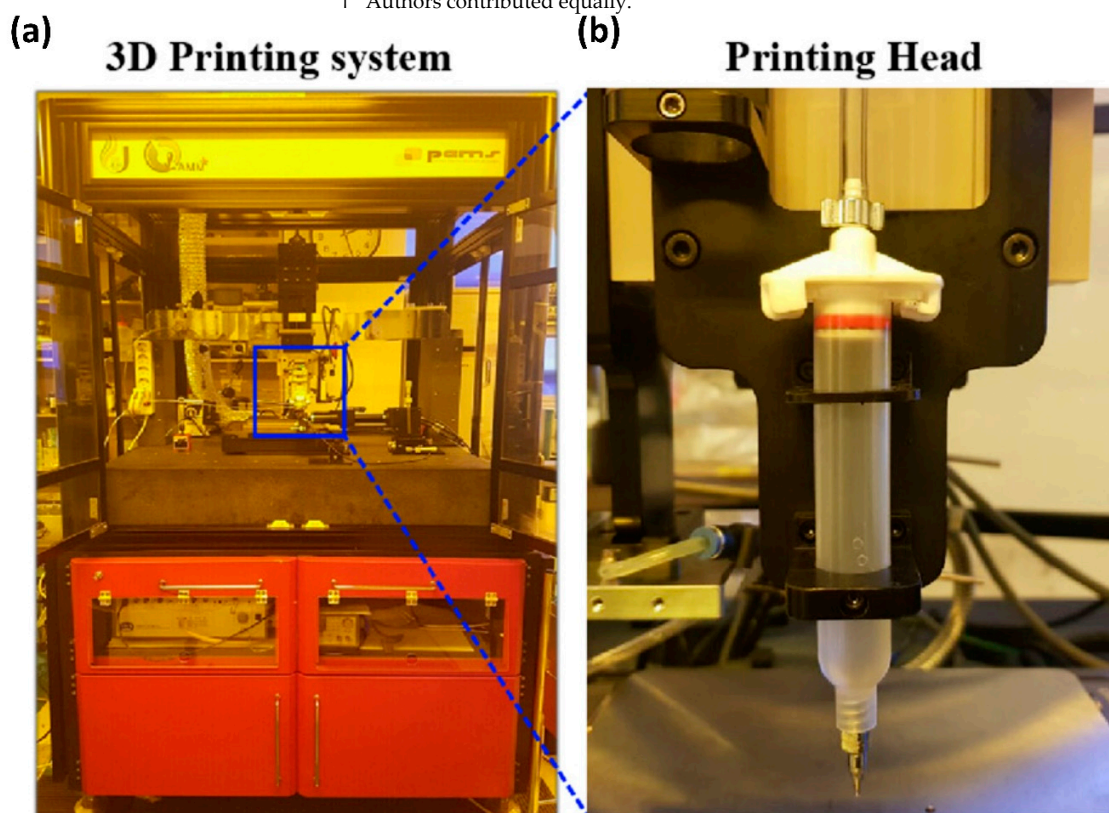 Authors contributed equally.
(a)
(b)
3D Printing system
Printing Head
pams